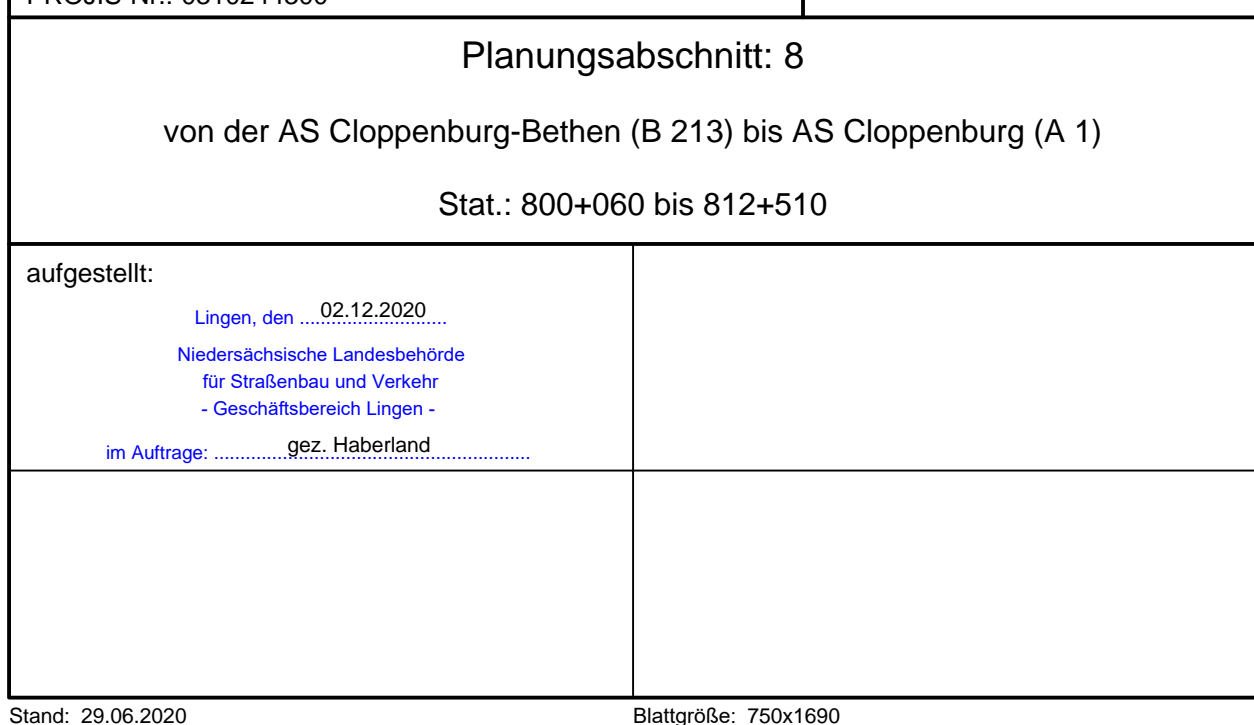 Planungsabschnitt: 8
von der AS Cloppenburg-Bethen (B 213) bis AS Cloppenburg (A 1)
Stat.: 800+060 bis 812+510
aufgestellt:
Lingen, den ...02.12.2020...
Niedersächsische Landesbehörde
für Straßenbau und Verkehr
- Geschäftsbereich Lingen -
im Auftrage: ...gez. Haberland...
Stand: 29.06.2020
Blattgröße: 750x1690